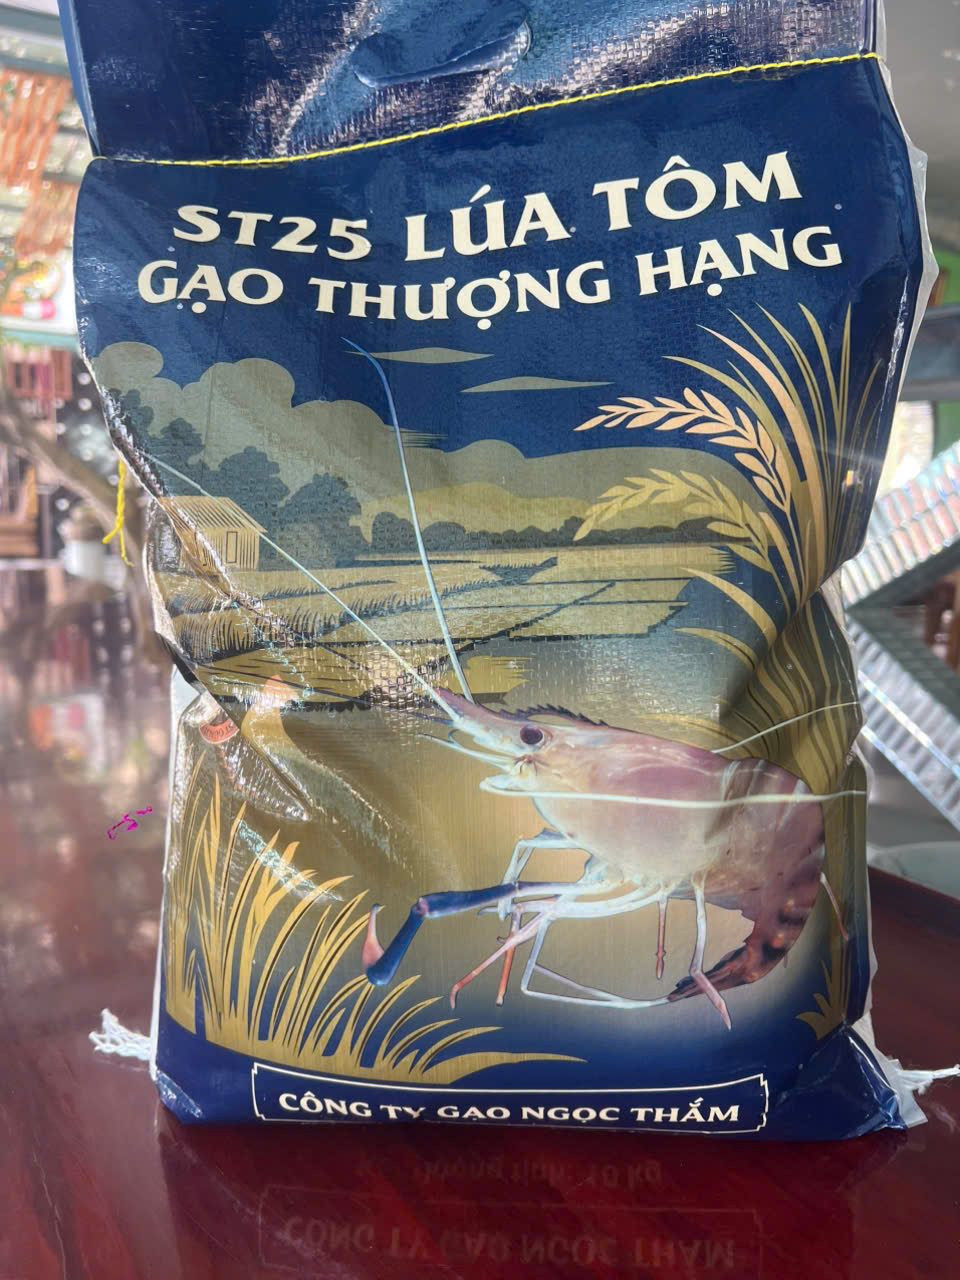 ST25 LÚA TÔM
GẠO THƯỢNG HẠNG
CÔNG TY GẠO NGỌC THẮM